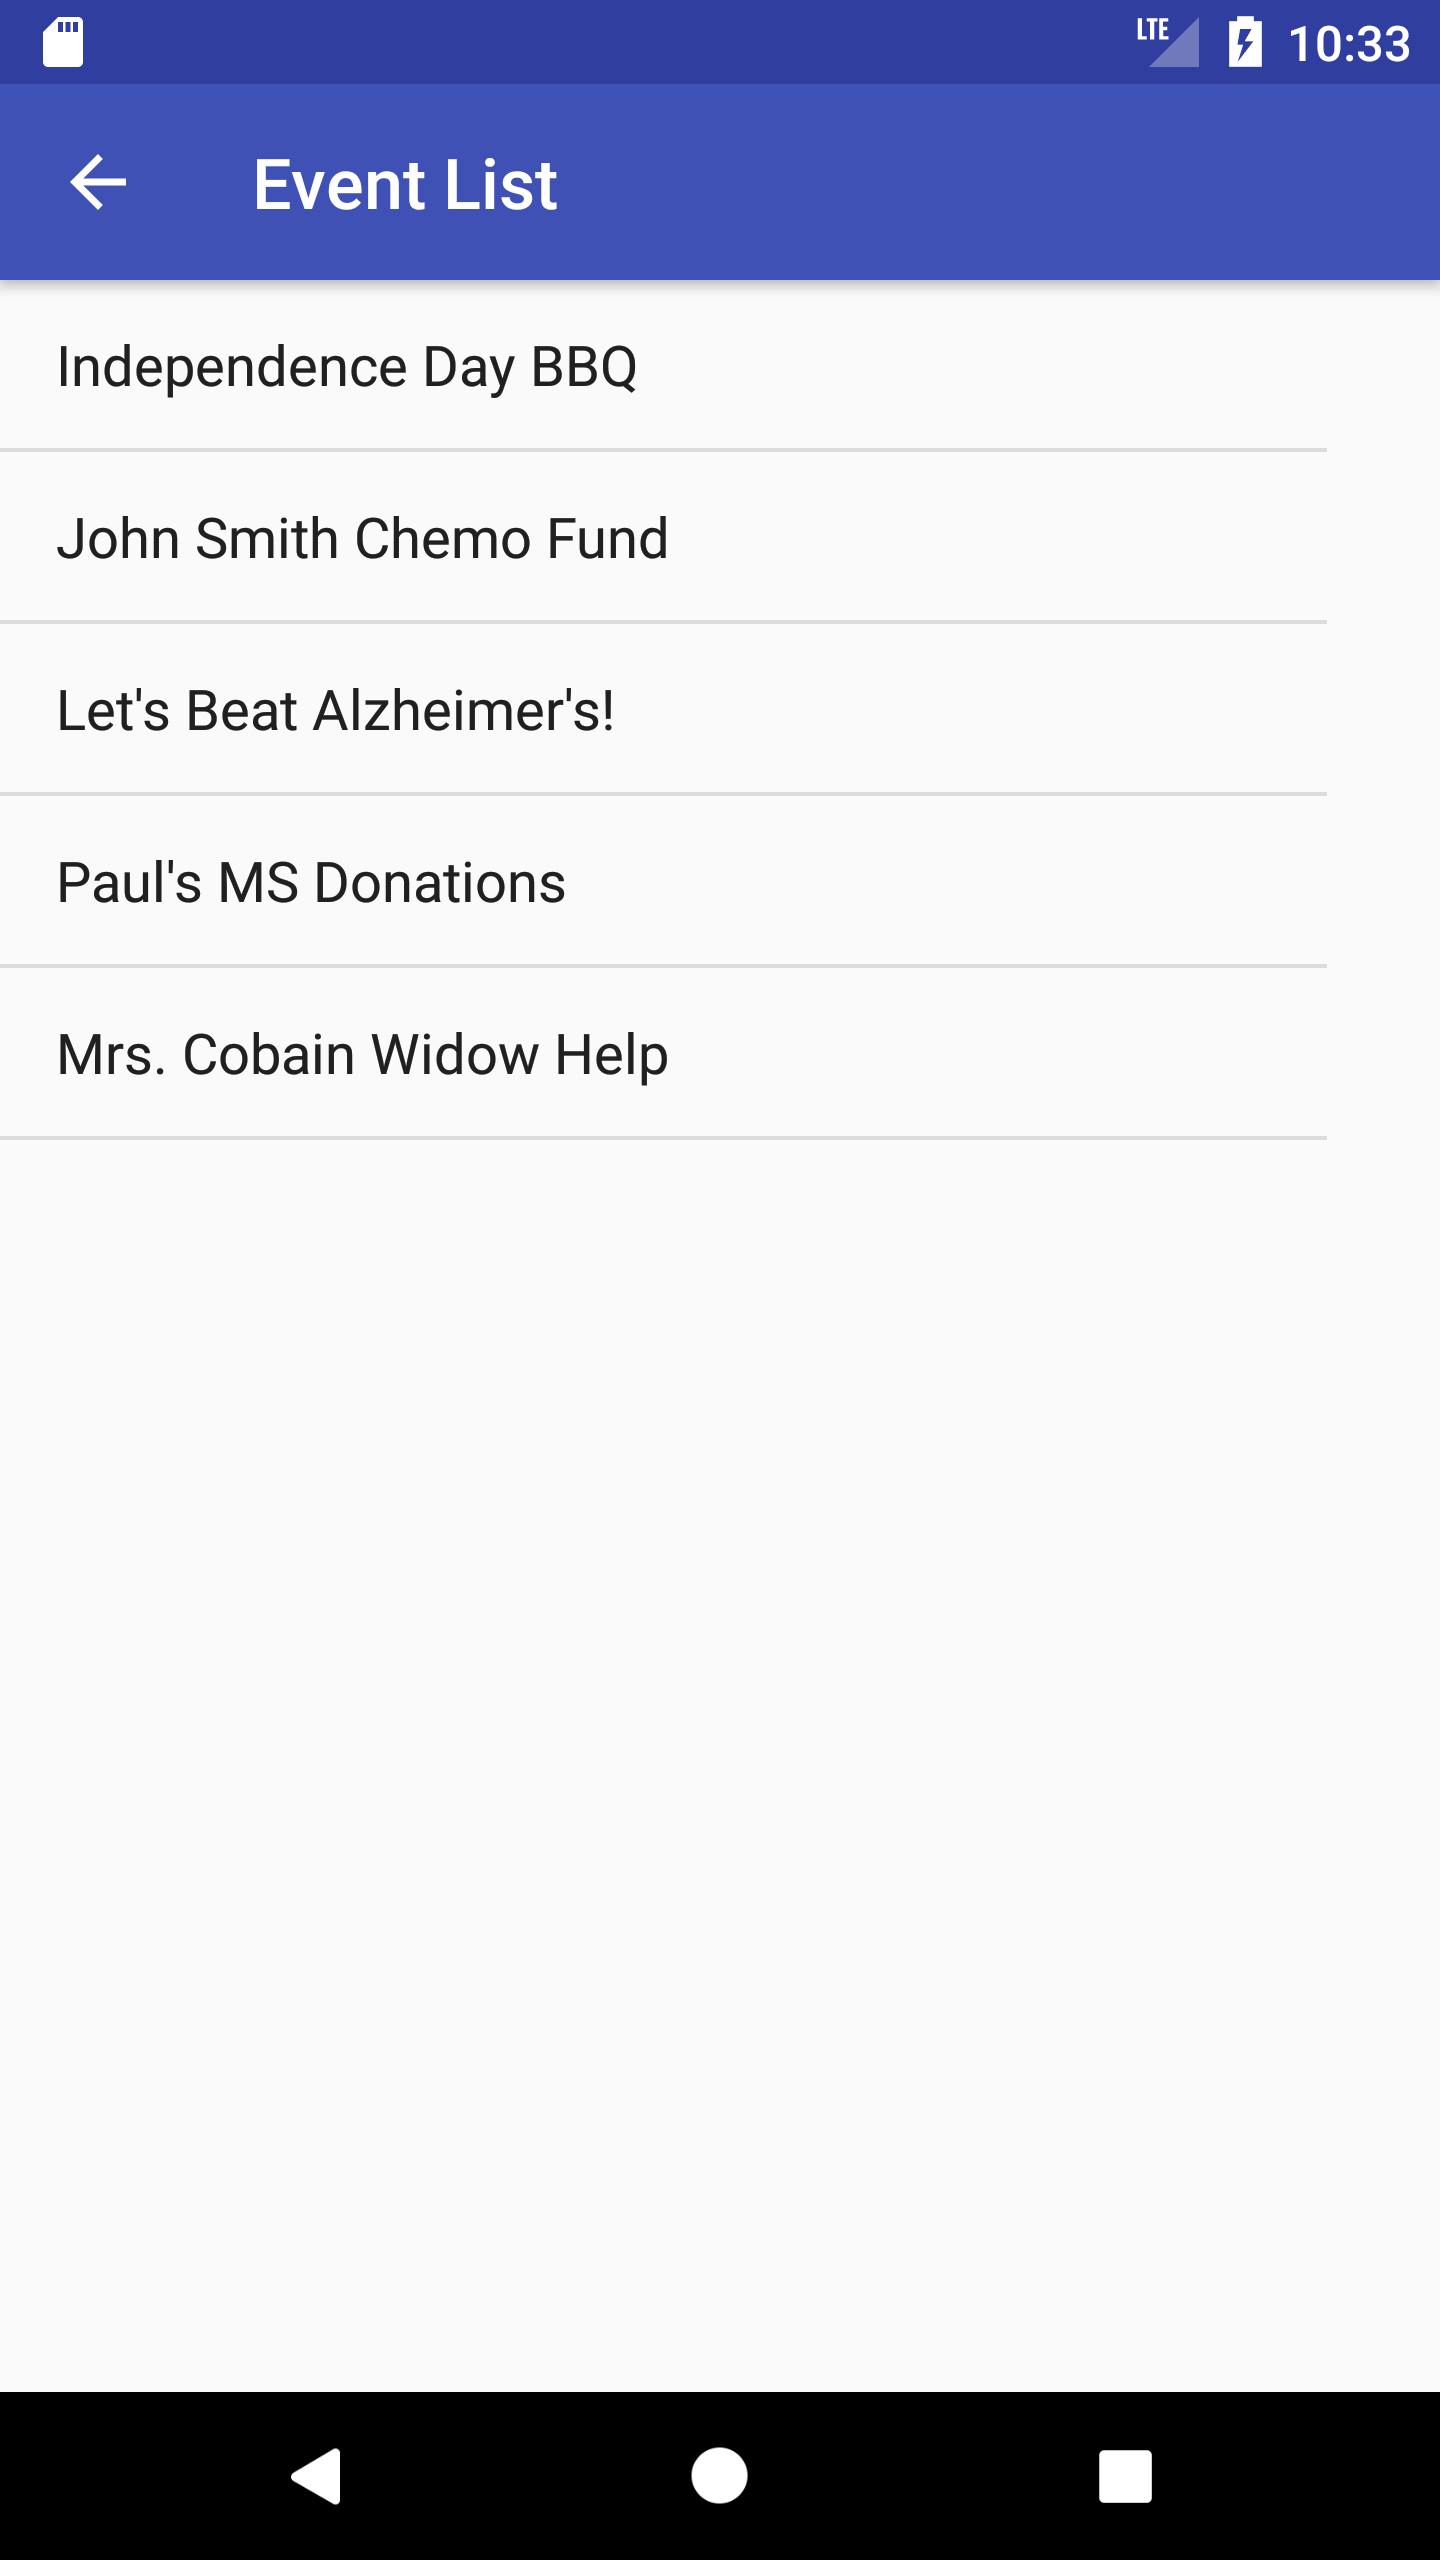 LTE 10:33
Event List
Independence Day BBQ
John Smith Chemo Fund
Let's Beat Alzheimer's!
Paul's MS Donations
Mrs. Cobain Widow Help